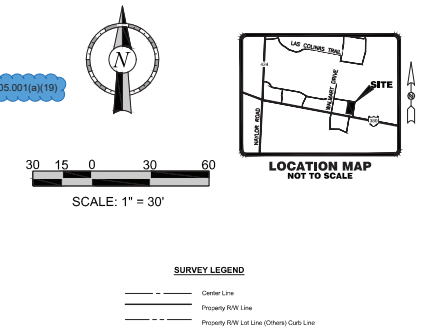 N
05.001(a)(19)
LAS COLINAS TRAIL
WALMART DRIVE
SITE
NAYLOR ROAD
N
LOCATION MAP
NOT TO SCALE
30 15 0 30 60
SCALE: 1" = 30'
SURVEY LEGEND
Center Line
Property R/W Line
Property R/W Lot Line (Others) Curb Line